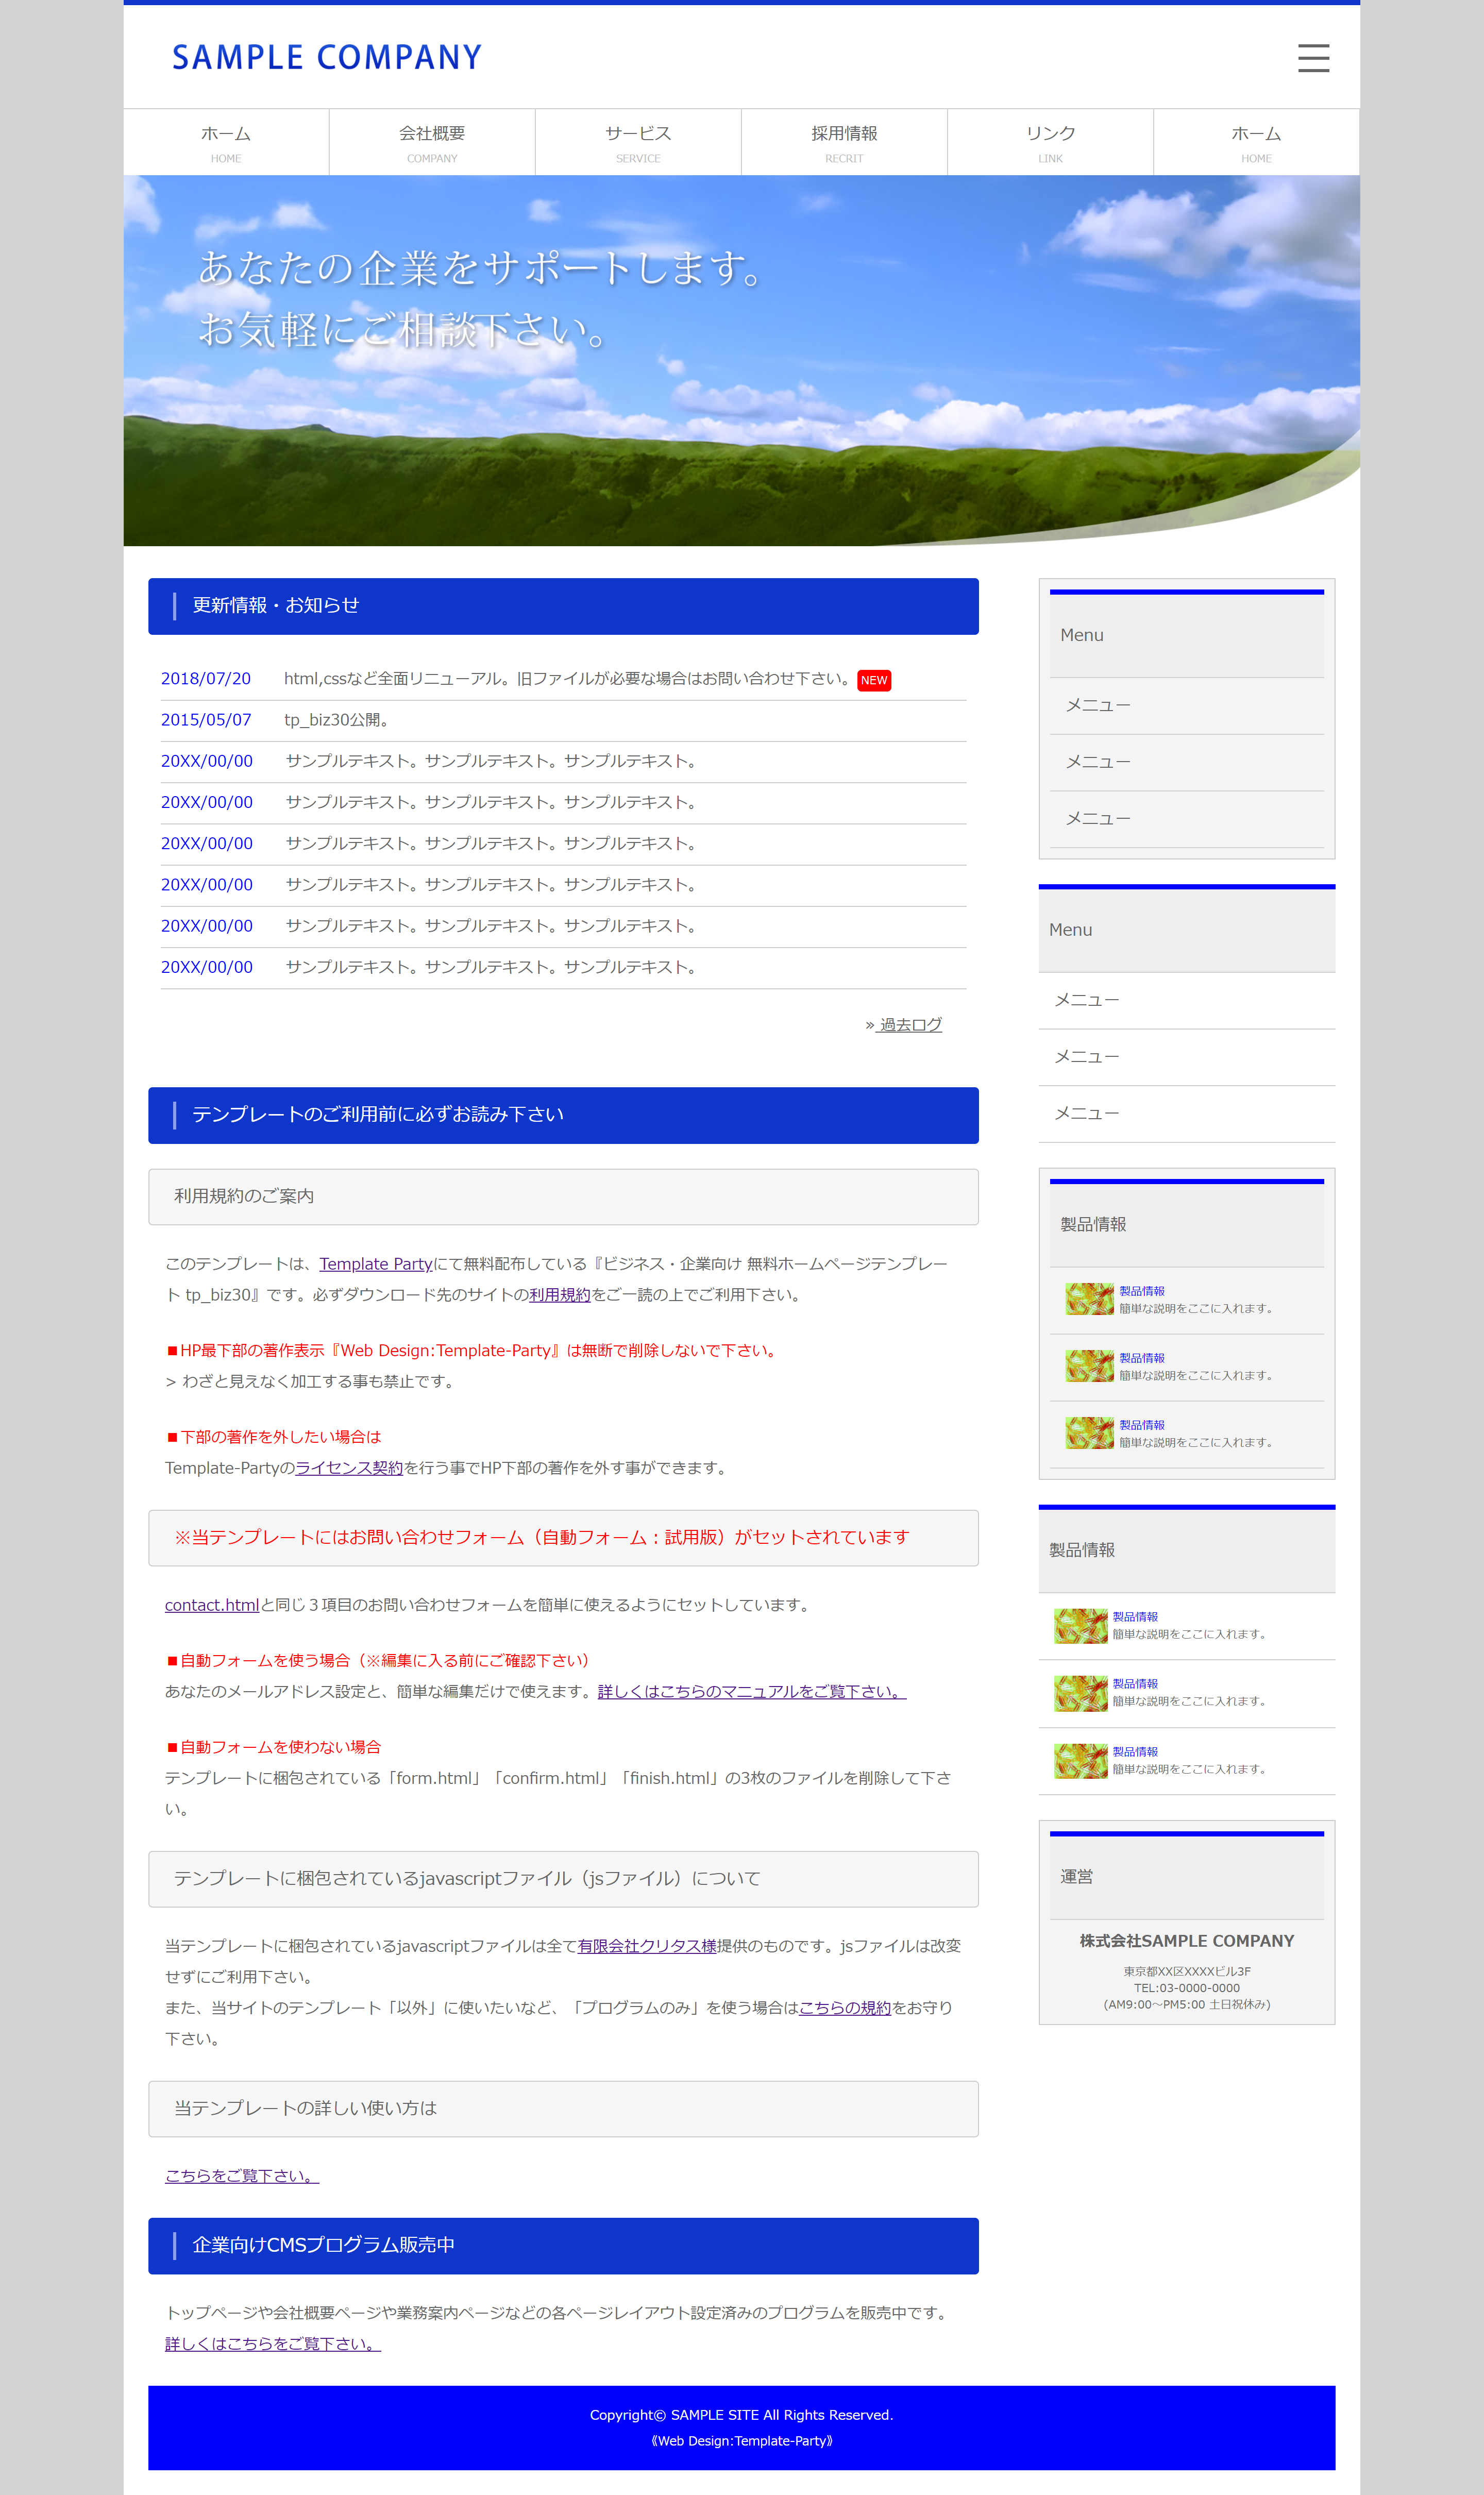 SAMPLE COMPANY
ホーム
HOME
会社概要
COMPANY
サービス
SERVICE
採用情報
RECRIT
リンク
LINK
ホーム
HOME
あなたの企業をサポートします。
お気軽にご相談下さい。
更新情報・お知らせ
2018/07/20 html,cssなど全面リニューアル。旧ファイルが必要な場合はお問い合わせ下さい。NEW
2015/05/07 tp_biz30公開。
20XX/00/00 サンプルテキスト。サンプルテキスト。サンプルテキスト。
20XX/00/00 サンプルテキスト。サンプルテキスト。サンプルテキスト。
20XX/00/00 サンプルテキスト。サンプルテキスト。サンプルテキスト。
20XX/00/00 サンプルテキスト。サンプルテキスト。サンプルテキスト。
20XX/00/00 サンプルテキスト。サンプルテキスト。サンプルテキスト。
20XX/00/00 サンプルテキスト。サンプルテキスト。サンプルテキスト。
» 過去ログ
テンプレートのご利用前に必ずお読み下さい
利用規約のご案内
このテンプレートは、Template Partyにて無料配布している『ビジネス・企業向け 無料ホームページテンプレー
ト tp_biz30』です。必ずダウンロード先のサイトの利用規約をご一読の上でご利用下さい。
■HP最下部の著作表示『Web Design:Template-Party』は無断で削除しないで下さい。
> わざと見えなく加工する事も禁止です。
■下部の著作を外したい場合は
Template-Partyのライセンス契約を行う事でHP下部の著作を外す事ができます。
※当テンプレートにはお問い合わせフォーム（自動フォーム：試用版）がセットされています
contact.htmlと同じ３項目のお問い合わせフォームを簡単に使えるようにセットしています。
■自動フォームを使う場合（※編集に入る前にご確認下さい）
あなたのメールアドレス設定と、簡単な編集だけで使えます。詳しくはこちらのマニュアルをご覧下さい。
■自動フォームを使わない場合
テンプレートに梱包されている「form.html」「confirm.html」「finish.html」の3枚のファイルを削除して下さ
い。
テンプレートに梱包されているjavascriptファイル（jsファイル）について
当テンプレートに梱包されているjavascriptファイルは全て有限会社クリタス様提供のものです。jsファイルは改変
せずにご利用下さい。
また、当サイトのテンプレート「以外」に使いたいなど、「プログラムのみ」を使う場合はこちらの規約をお守り
下さい。
当テンプレートの詳しい使い方は
こちらをご覧下さい。
企業向けCMSプログラム販売中
トップページや会社概要ページや業務案内ページなどの各ページレイアウト設定済みのプログラムを販売中です。
詳しくはこちらをご覧下さい。
Menu
メニュー
メニュー
メニュー
Menu
メニュー
メニュー
メニュー
製品情報
製品情報
簡単な説明をここに入れます。
製品情報
簡単な説明をここに入れます。
製品情報
簡単な説明をここに入れます。
製品情報
製品情報
簡単な説明をここに入れます。
製品情報
簡単な説明をここに入れます。
製品情報
簡単な説明をここに入れます。
運営
株式会社SAMPLE COMPANY
東京都XX区XXXXビル3F
TEL:03-0000-0000
(AM9:00～PM5:00 土日祝休み)
Copyright© SAMPLE SITE All Rights Reserved.
《Web Design:Template-Party》